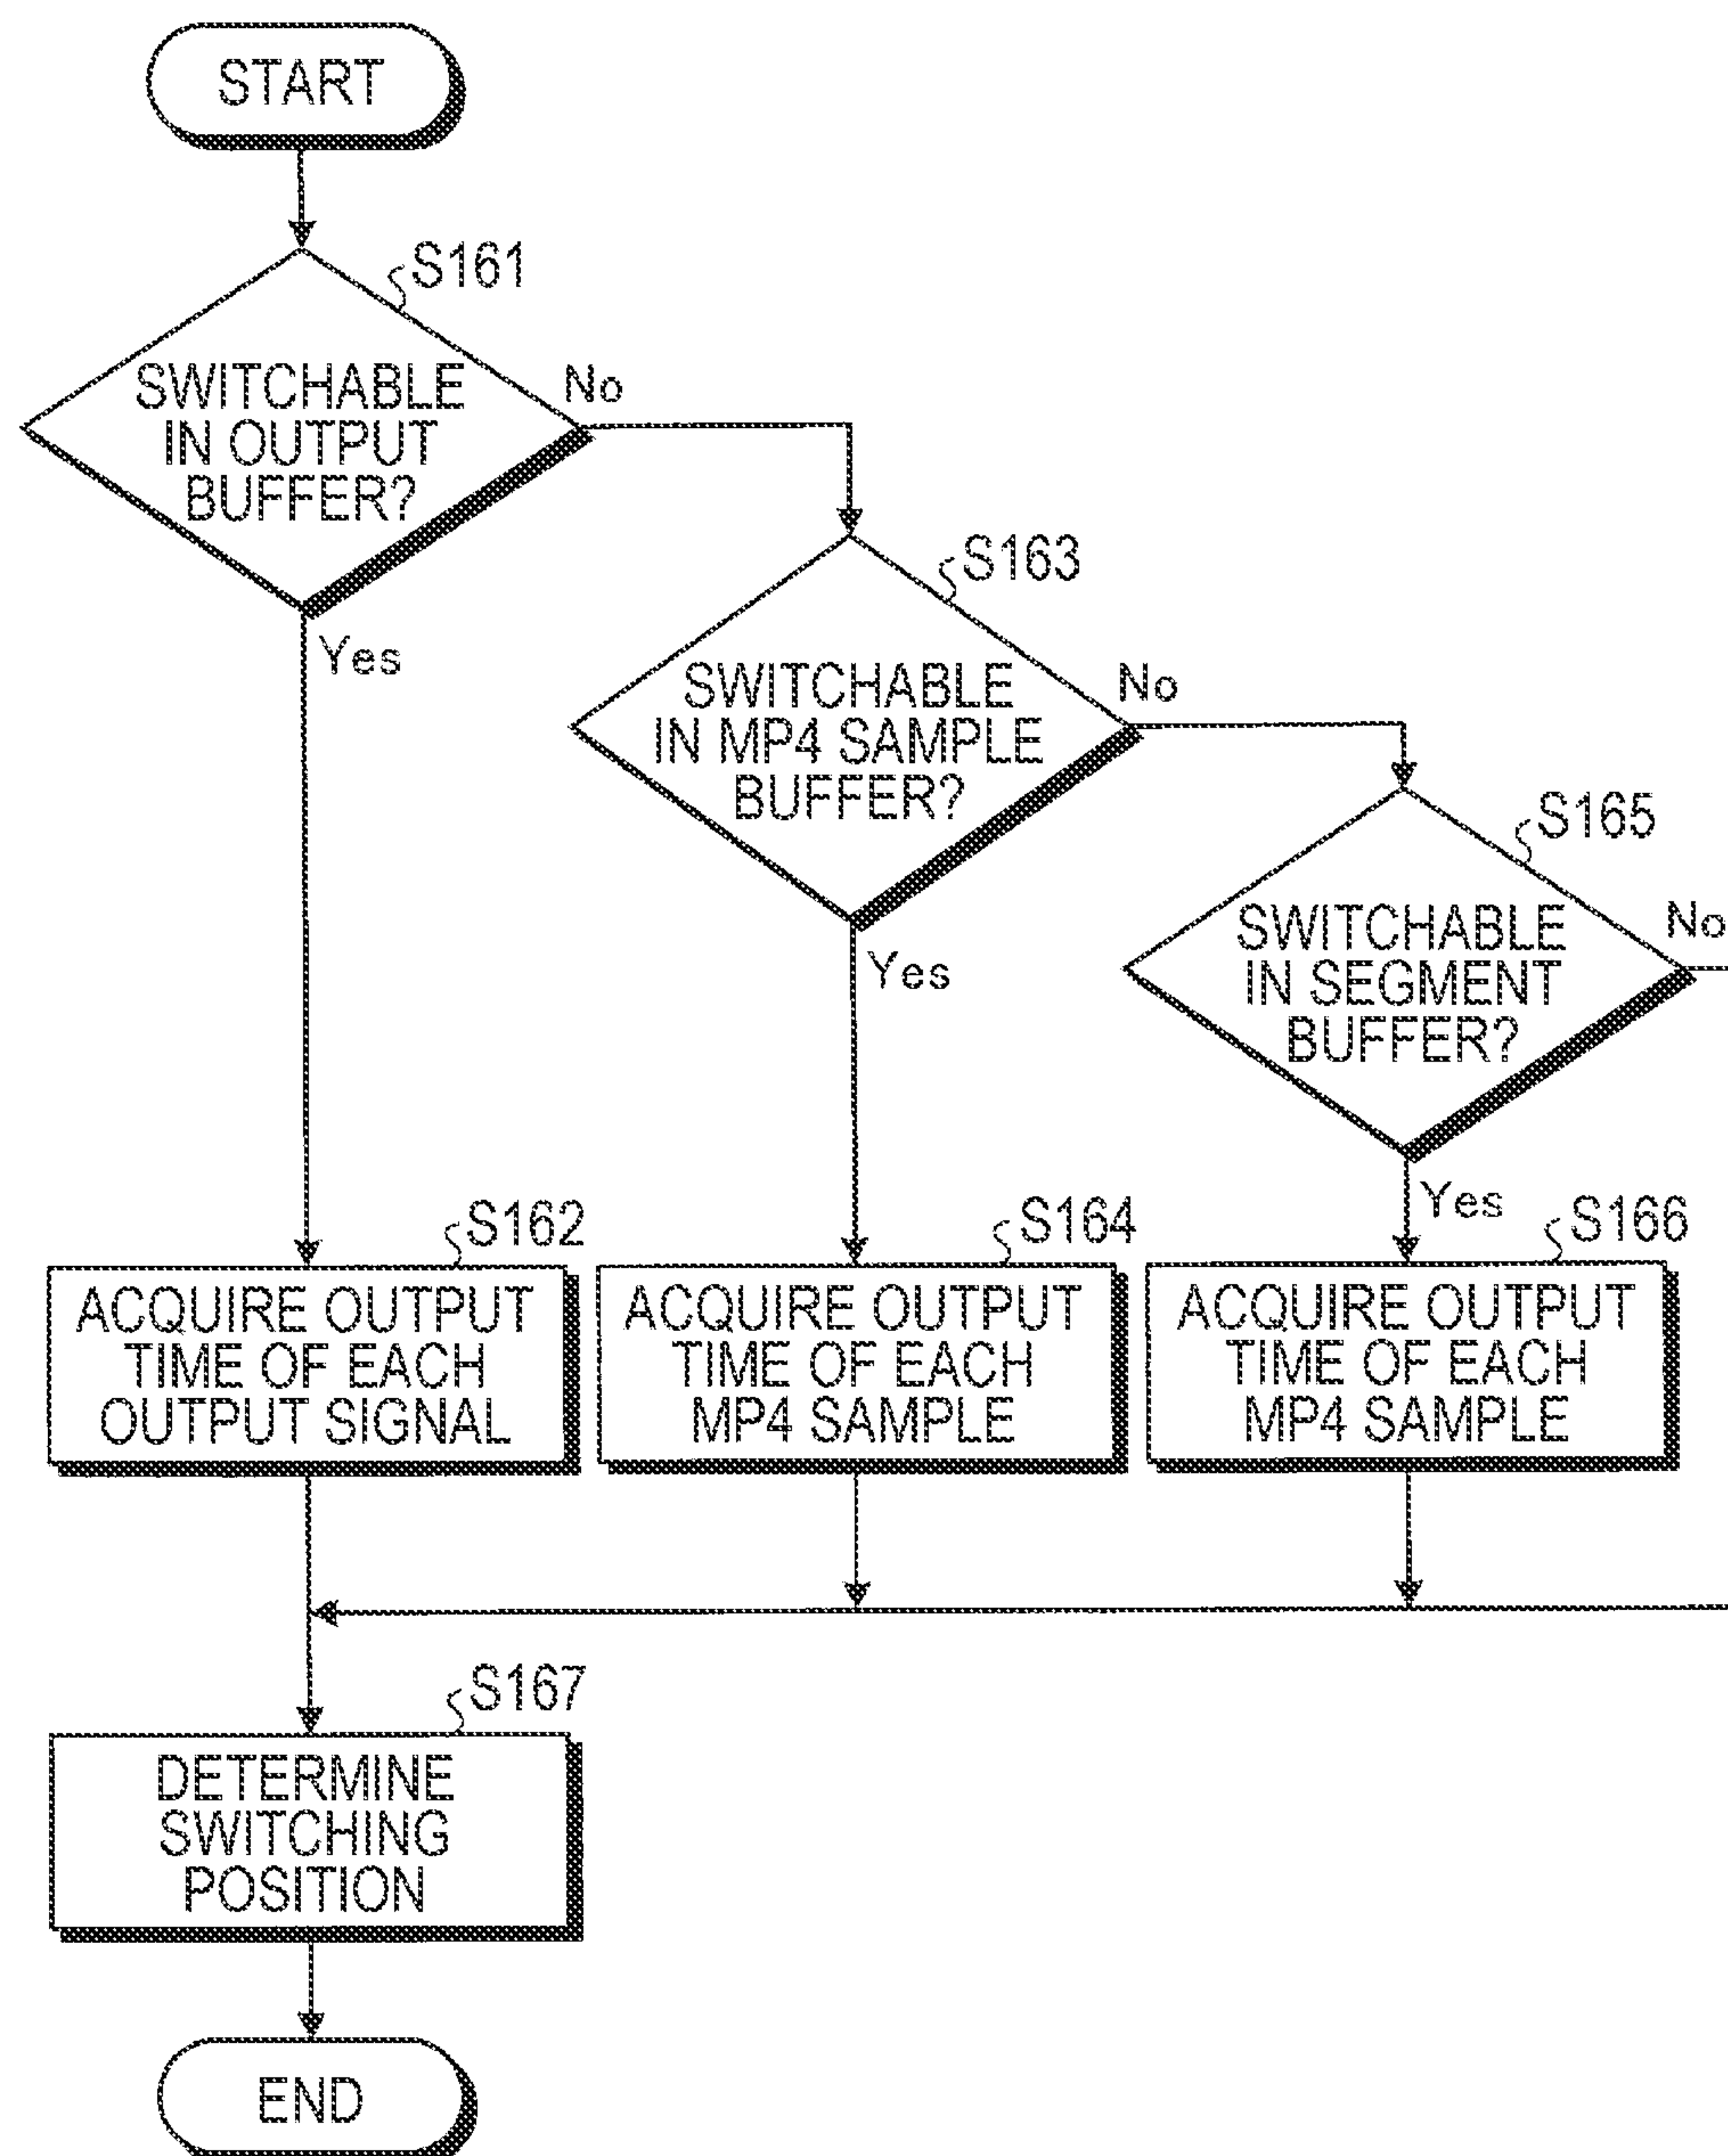 START
S161
SWITCHABLE
IN OUTPUT
BUFFER?
No
Yes
S163
SWITCHABLE
IN MP4 SAMPLE
BUFFER?
No
Yes
S165
SWITCHABLE
IN SEGMENT
BUFFER?
No
Yes
S162
ACQUIRE OUTPUT
TIME OF EACH
OUTPUT SIGNAL
S164
ACQUIRE OUTPUT
TIME OF EACH
MP4 SAMPLE
S166
ACQUIRE OUTPUT
TIME OF EACH
MP4 SAMPLE
S167
DETERMINE
SWITCHING
POSITION
END